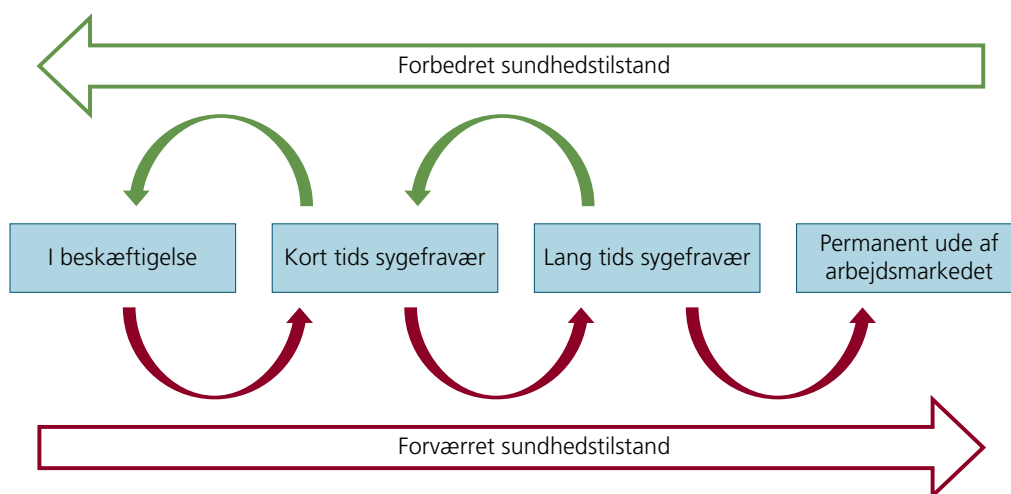 Forbedret sundhedstilstand
I beskæftigelse
Kort tids sygefravær
Lang tids sygefravær
Permanent ude af
arbejdsmarkedet
Forværret sundhedstilstand